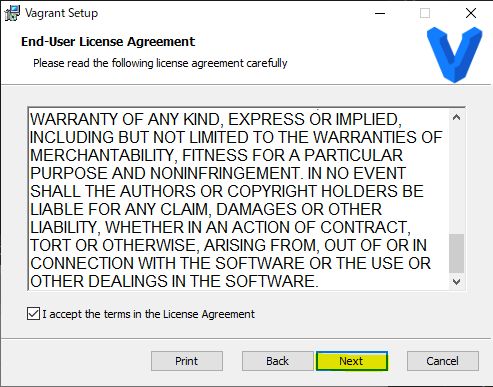 Vagrant Setup
End-User License Agreement
Please read the following license agreement carefully
WARRANTY OF ANY KIND, EXPRESS OR IMPLIED,
INCLUDING BUT NOT LIMITED TO THE WARRANTIES OF
MERCHANTABILITY, FITNESS FOR A PARTICULAR
PURPOSE AND NONINFRINGEMENT. IN NO EVENT
SHALL THE AUTHORS OR COPYRIGHT HOLDERS BE
LIABLE FOR ANY CLAIM, DAMAGES OR OTHER
LIABILITY, WHETHER IN AN ACTION OF CONTRACT,
TORT OR OTHERWISE, ARISING FROM, OUT OF OR IN
CONNECTION WITH THE SOFTWARE OR THE USE OR
OTHER DEALINGS IN THE SOFTWARE.
I accept the terms in the License Agreement
Print Back Next Cancel